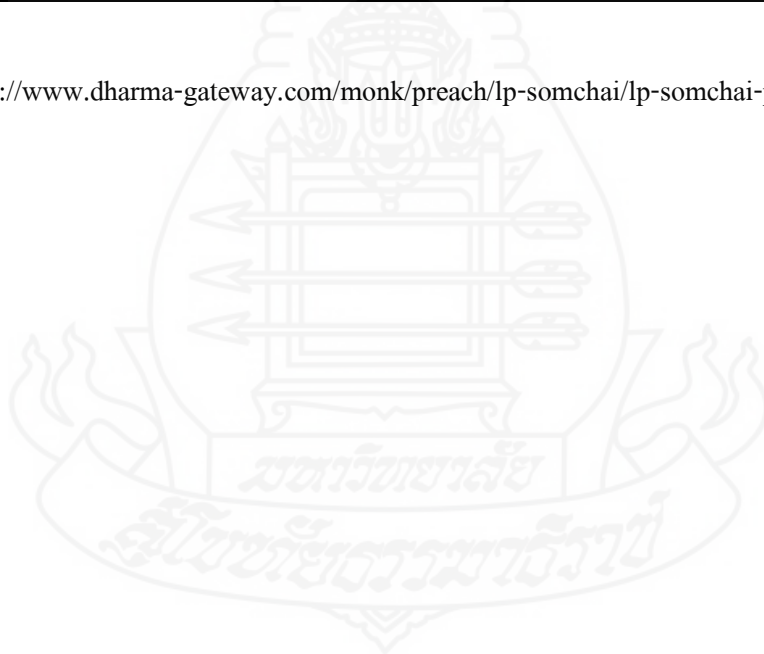 ://www.dharma-gateway.com/monk/preach/lp-somchai/lp-somchai-
มหาวิทยาลัย
สุโขทัยธรรมาธิราช